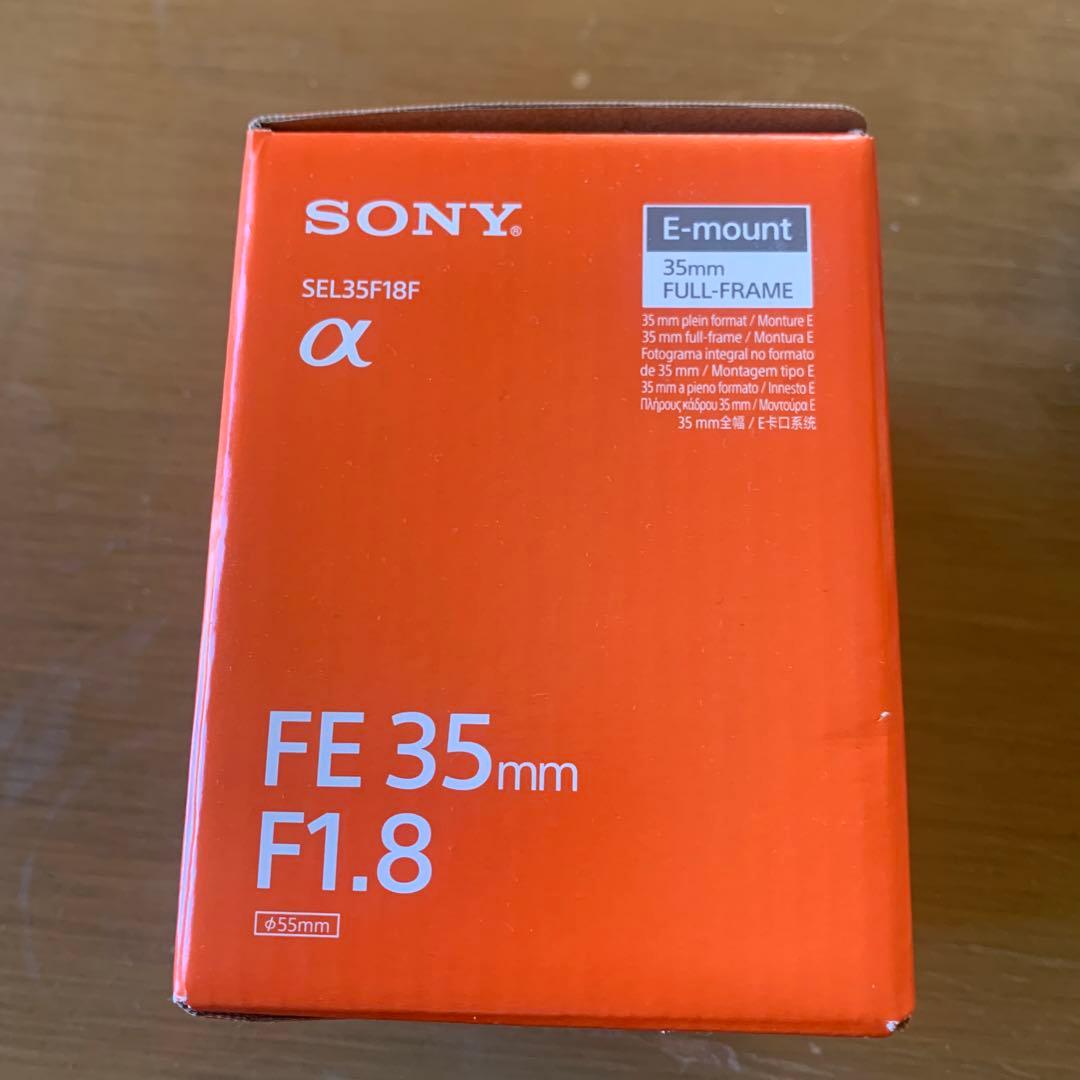 SONY®
SEL35F18F
α
E-mount
35mm
FULL-FRAME
35 mm plein format / Monture E
35 mm full-frame / Montura E
Fotograma integral no formato
de 35 mm / Montagem tipo E
35 mm a pieno formato / Innesto E
Πλήρους κάδρου 35 mm / Μοντούρα E
35 mm全幅 / E卡口系统
FE 35mm
F1.8
ϕ55mm